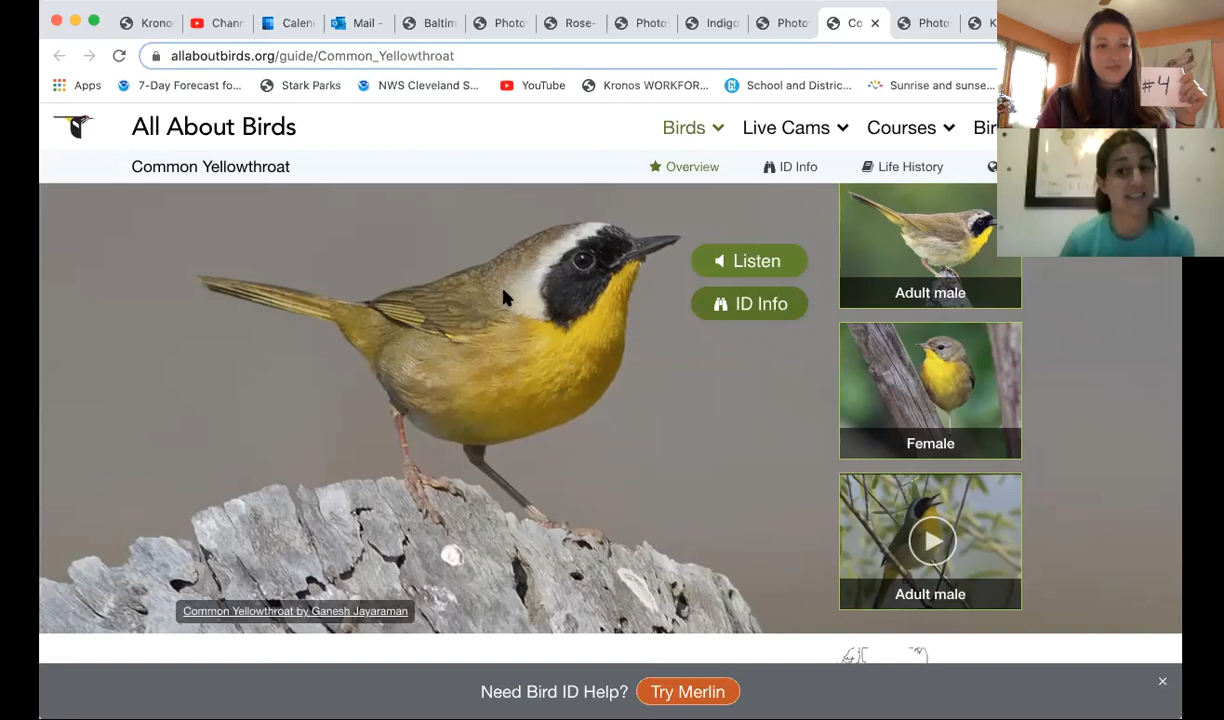 Krono
Chann
Calen
Mail -
Baltim
Photo
Rose-
Photo
Indigo
Photo
Co
Photo
K
allaboutbirds.org/guide/Common_Yellowthroat
Apps 7-Day Forecast fo... Stark Parks NWS Cleveland S... YouTube Kronos WORKFOR... School and Distric... Sunrise and sunse...
#4
All About Birds
Birds Live Cams Courses Bir
Common Yellowthroat
Overview ID Info Life History
Listen
ID Info
Adult male
Female
Adult male
Common Yellowthroat by Ganesh Jayaraman
Need Bird ID Help? Try Merlin